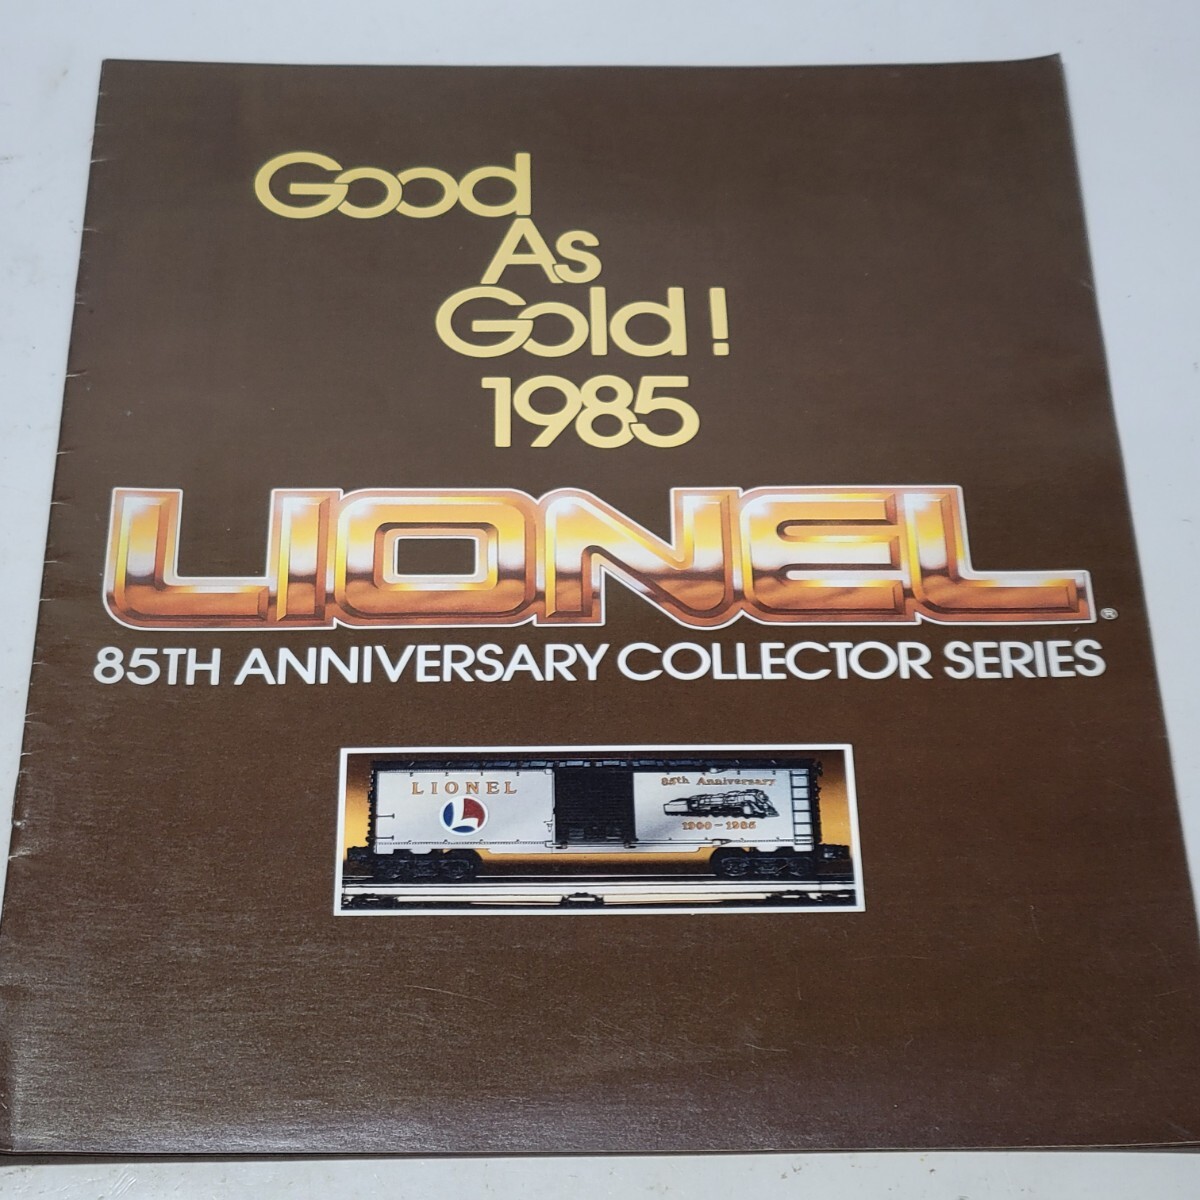 Good
As
Gold!
1985
LIONEL®
85TH ANNIVERSARY COLLECTOR SERIES
LIONEL
L
85th Anniversary
1900-1985